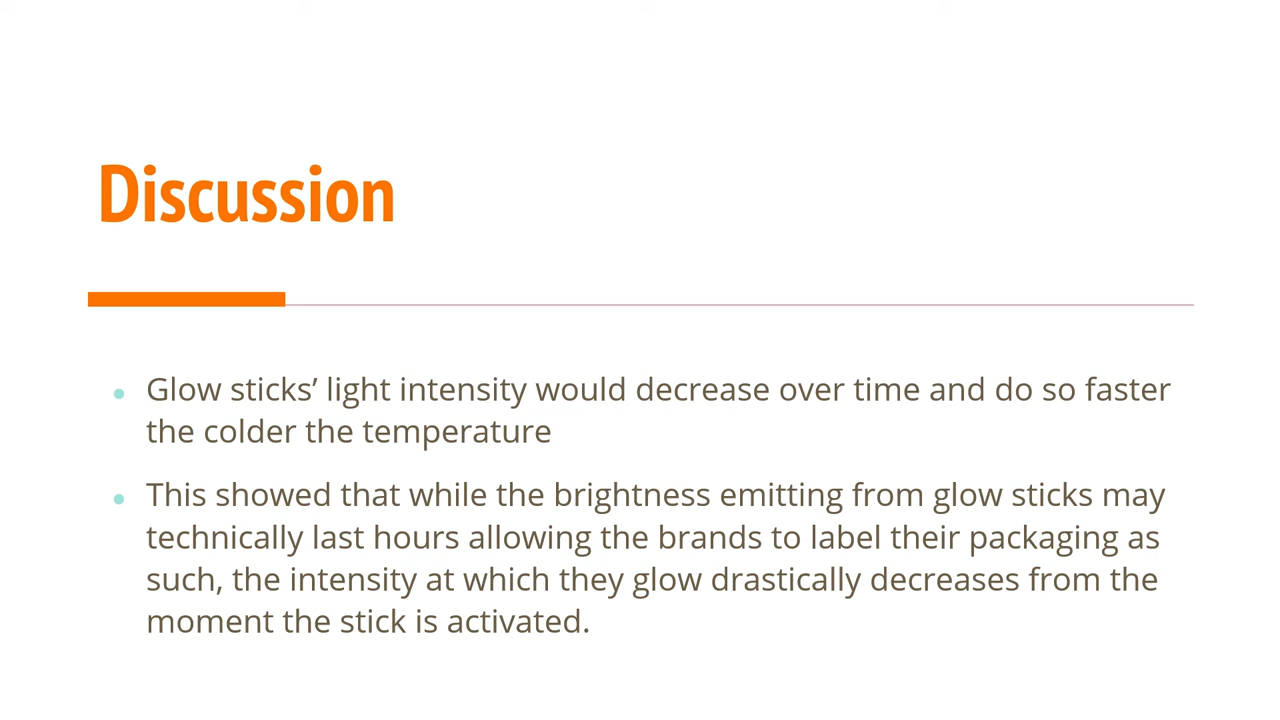 Discussion
Glow sticks’ light intensity would decrease over time and do so faster
the colder the temperature
This showed that while the brightness emitting from glow sticks may
technically last hours allowing the brands to label their packaging as
such, the intensity at which they glow drastically decreases from the
moment the stick is activated.